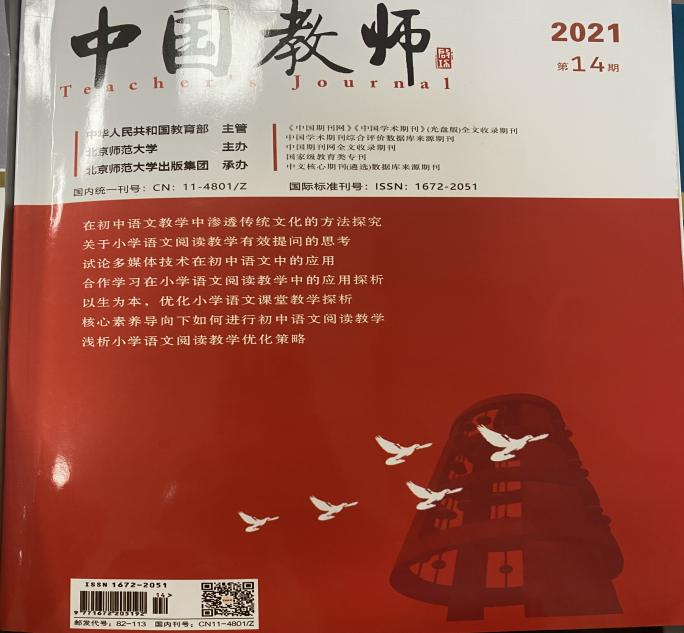 中国教师
Teacher's Journal
2021
第14期
中华人民共和国教育部 主管
北京师范大学 主办
北京师范大学出版集团 承办
《中国期刊网》《中国学术期刊》(光盘版)全文收录期刊
中国学术期刊综合评价数据库来源期刊
中国期刊网全文收录期刊
国家级教育类专刊
中文核心期刊(遴选)数据库来源期刊
国内统一刊号：CN：11-4801/Z
国际标准刊号：ISSN：1672-2051
在初中语文教学中渗透传统文化的方法探究
关于小学语文阅读教学有效提问的思考
试论多媒体技术在初中语文中的应用
合作学习在小学语文阅读教学中的应用探析
以生为本，优化小学语文课堂教学探析
核心素养导向下如何进行初中语文阅读教学
浅析小学语文阅读教学优化策略
ISSN 1672-2051
14>
9 771672 205192
邮发代号：82-113 国内刊号：CN11-4801/Z